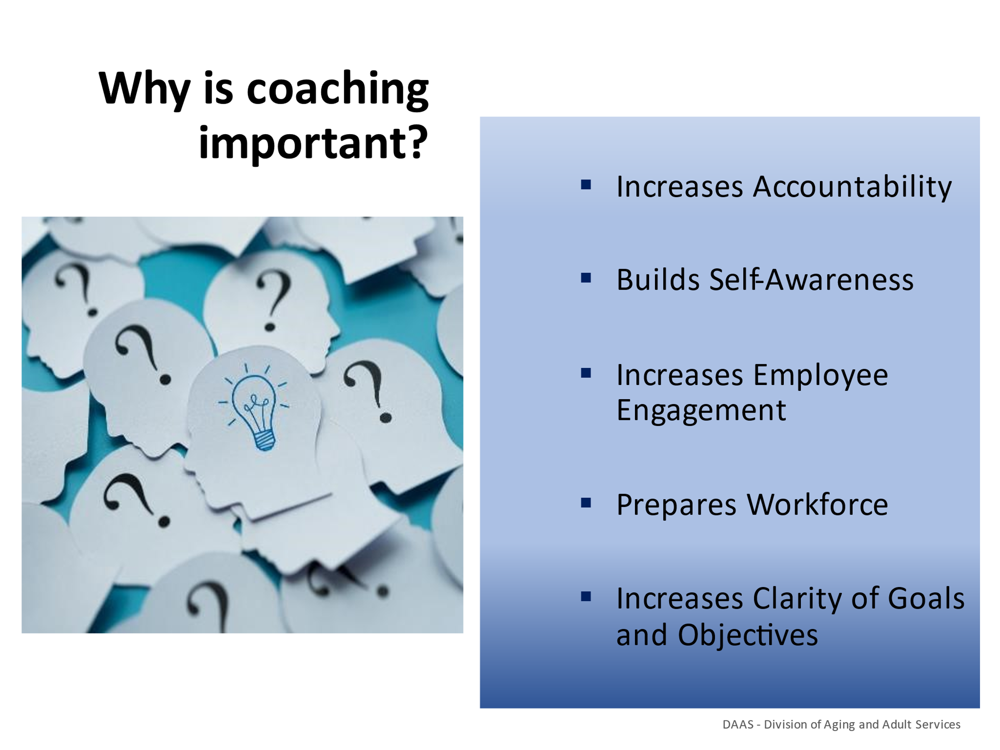 Why is coaching
important?
▪ Increases Accountability
▪ Builds Self-Awareness
▪ Increases Employee
Engagement
▪ Prepares Workforce
▪ Increases Clarity of Goals
and Objectives
? ? ? ? ? ? ?
DAAS - Division of Aging and Adult Services